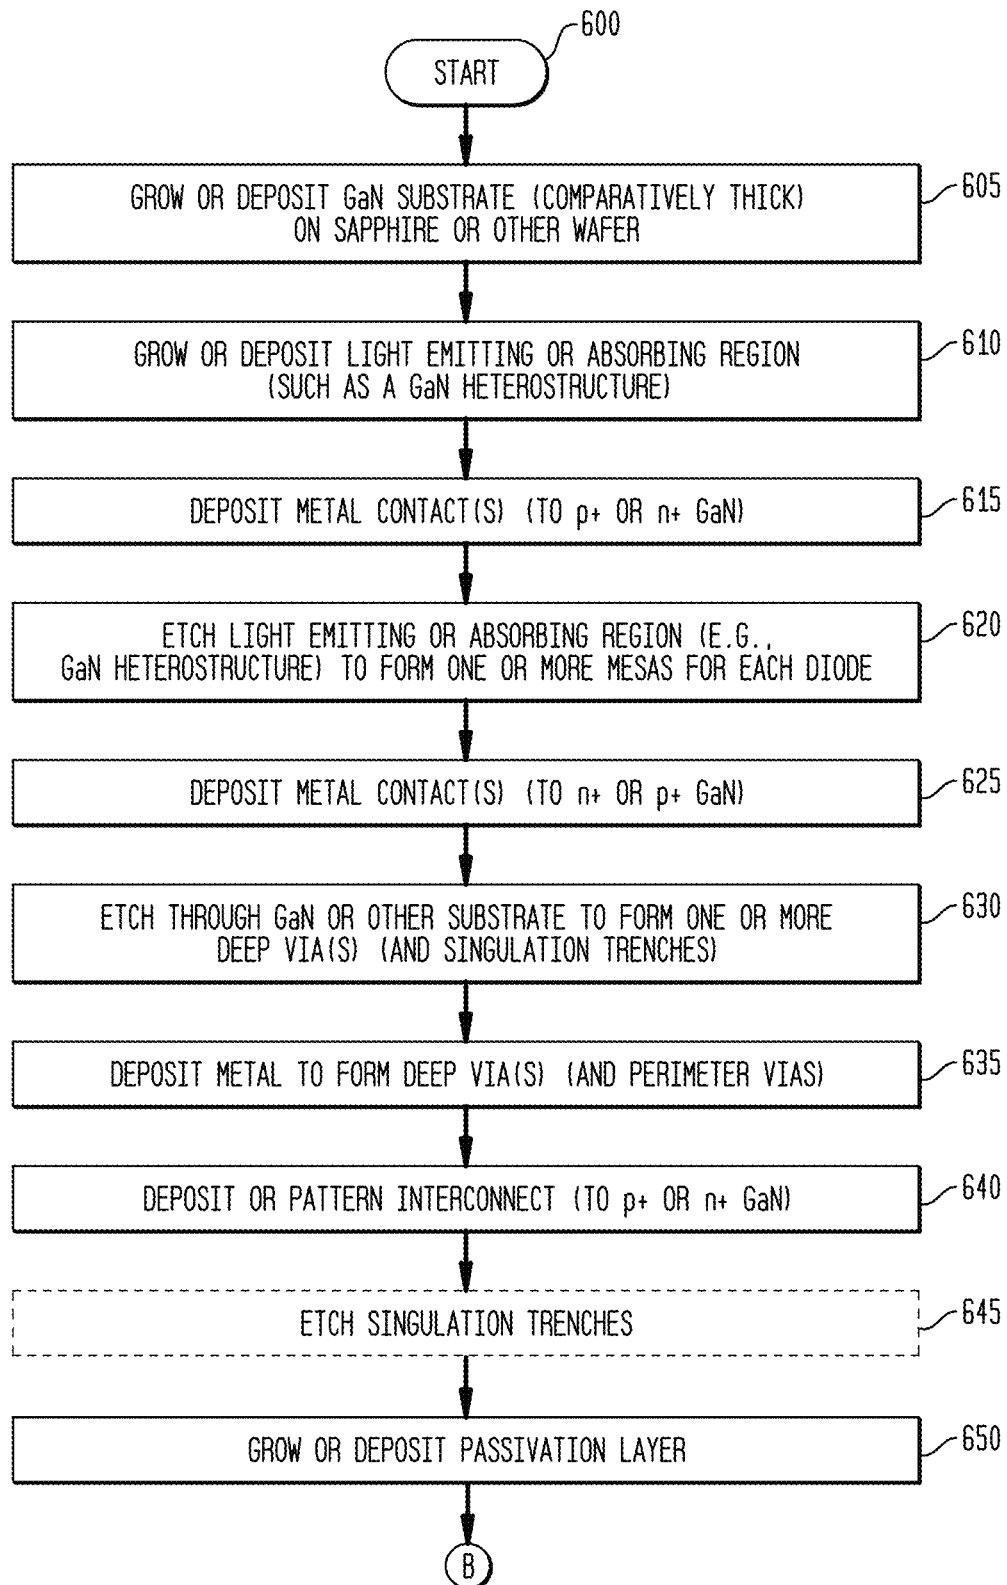 600
START
GROW OR DEPOSIT GaN SUBSTRATE (COMPARATIVELY THICK)
ON SAPPHIRE OR OTHER WAFER
605
GROW OR DEPOSIT LIGHT EMITTING OR ABSORBING REGION
(SUCH AS A GaN HETEROSTRUCTURE)
610
DEPOSIT METAL CONTACT(S) (TO p+ OR n+ GaN)
615
ETCH LIGHT EMITTING OR ABSORBING REGION (E.G.,
GaN HETEROSTRUCTURE) TO FORM ONE OR MORE MESAS FOR EACH DIODE
620
DEPOSIT METAL CONTACT(S) (TO n+ OR p+ GaN)
625
ETCH THROUGH GaN OR OTHER SUBSTRATE TO FORM ONE OR MORE
DEEP VIA(S) (AND SINGULATION TRENCHES)
630
DEPOSIT METAL TO FORM DEEP VIA(S) (AND PERIMETER VIAS)
635
DEPOSIT OR PATTERN INTERCONNECT (TO p+ OR n+ GaN)
640
ETCH SINGULATION TRENCHES
645
GROW OR DEPOSIT PASSIVATION LAYER
650
B